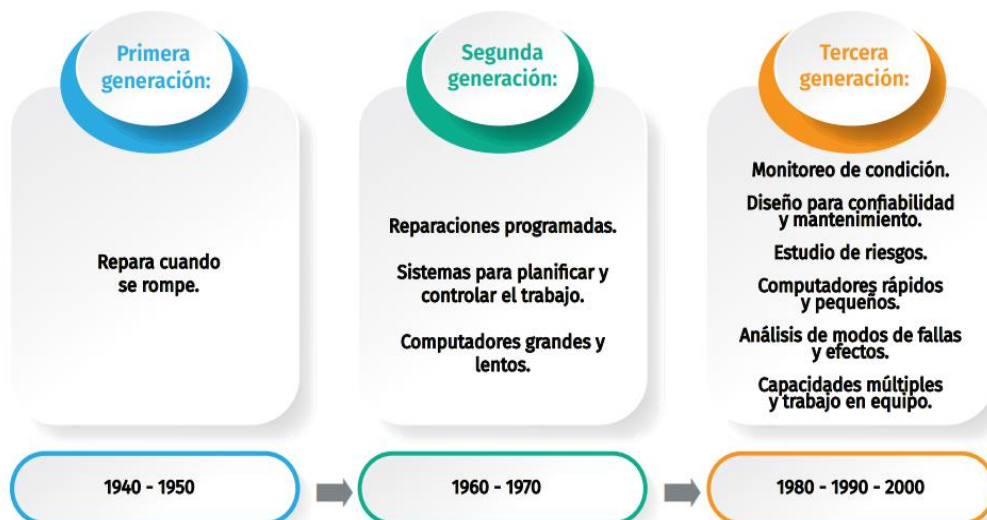 Primera
generación:
Repara cuando
se rompe.
1940 - 1950
Segunda
generación:
Reparaciones programadas.
Sistemas para planificar y
controlar el trabajo.
Computadores grandes y
lentos.
1960 - 1970
Tercera
generación:
Monitoreo de condición.
Diseño para confiabilidad
y mantenimiento.
Estudio de riesgos.
Computadores rápidos
y pequeños.
Análisis de modos de fallas
y efectos.
Capacidades múltiples
y trabajo en equipo.
1980 - 1990 - 2000